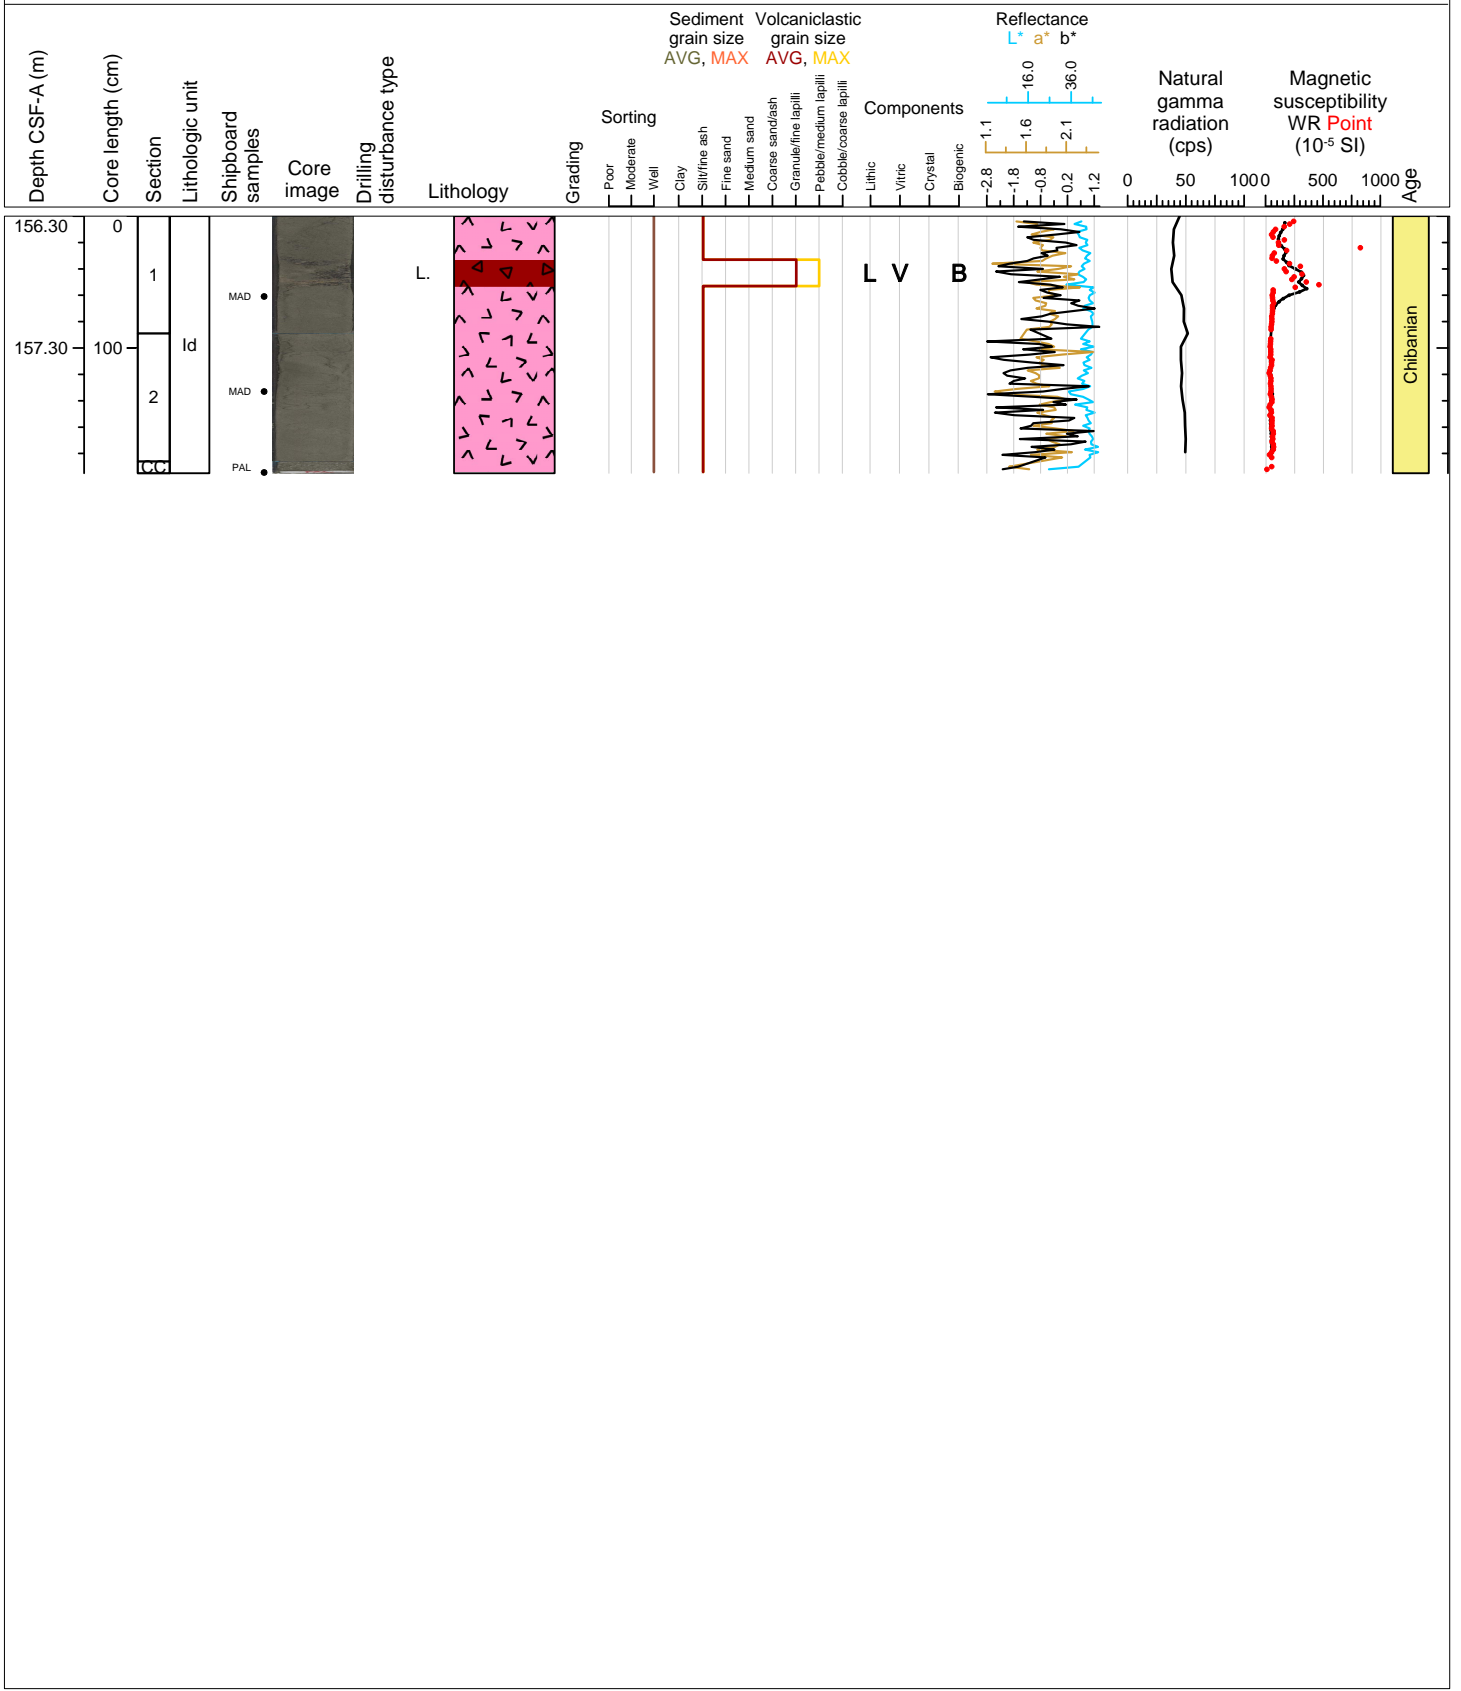 Depth CSF-A (m)
Core length (cm)
Section
Lithologic unit
Shipboard
samples
Core
image
Drilling
disturbance type
Lithology
Grading
Sorting
Poor
Moderate
Well
Sediment
grain size
AVG, MAX
Volcaniclastic
grain size
AVG, MAX
Clay
Silt/fine ash
Fine sand
Medium sand
Coarse sand/ash
Granule/fine lapilli
Pebble/medium lapilli
Cobble/coarse lapilli
Components
Lithic
Vitric
Crystal
Biogenic
Reflectance
L* a* b*
16.0 36.0
1.1 1.6 2.1
-2.8 -1.8 -0.8 0.2 1.2
Natural
gamma
radiation
(cps)
0 50 100
Magnetic
susceptibility
WR Point
(10-5 SI)
0 500 1000
Age
156.30
157.30
0
100
1
2
CC
Id
MAD
MAD
PAL
L.
L V B
Chibanian